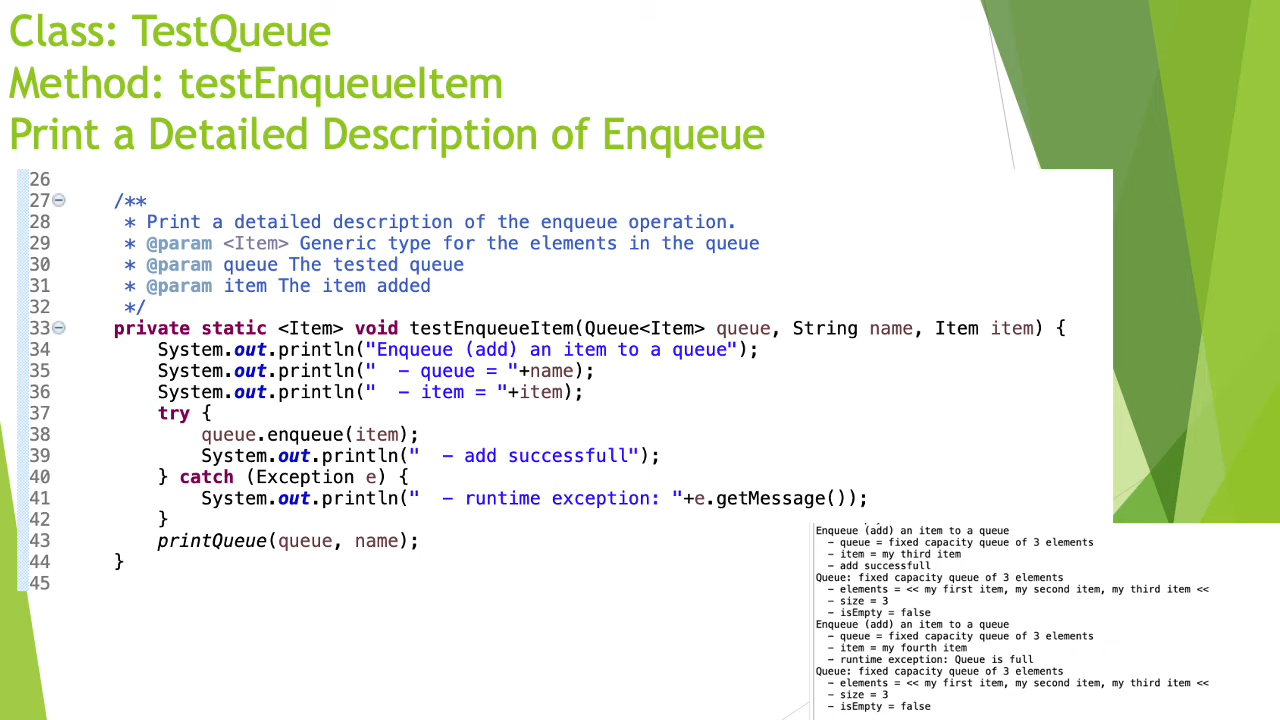 Class: TestQueue
Method: testEnqueueItem
Print a Detailed Description of Enqueue
26
27 /**
28 * Print a detailed description of the enqueue operation.
29 * @param <Item> Generic type for the elements in the queue
30 * @param queue The tested queue
31 * @param item The item added
32 */
33 private static <Item> void testEnqueueItem(Queue<Item> queue, String name, Item item) {
34 System.out.println("Enqueue (add) an item to a queue");
35 System.out.println("  - queue = "+name);
36 System.out.println("  - item = "+item);
37 try {
38 queue.enqueue(item);
39 System.out.println("  - add successfull");
40 } catch (Exception e) {
41 System.out.println("  - runtime exception: "+e.getMessage());
42 }
43 printQueue(queue, name);
44 }
45
Enqueue (add) an item to a queue
- queue = fixed capacity queue of 3 elements
- item = my third item
- add successfull
Queue: fixed capacity queue of 3 elements
- elements = << my first item, my second item, my third item <<
- size = 3
- isEmpty = false
Enqueue (add) an item to a queue
- queue = fixed capacity queue of 3 elements
- item = my fourth item
- runtime exception: Queue is full
Queue: fixed capacity queue of 3 elements
- elements = << my first item, my second item, my third item <<
- size = 3
- isEmpty = false